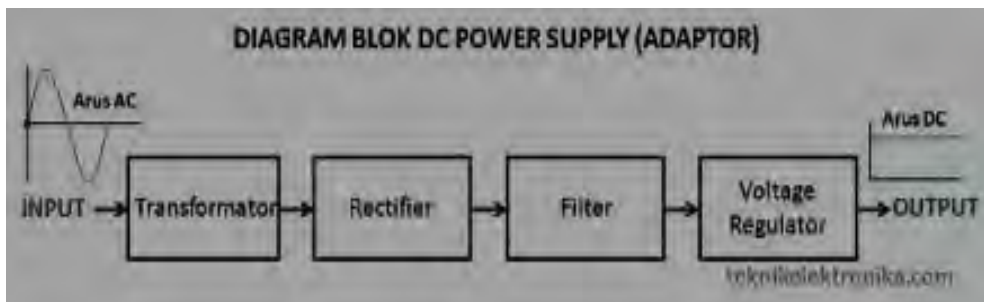 DIAGRAM BLOK DC POWER SUPPLY (ADAPTOR)
Arus AC
Arus DC
INPUT
Transformator
Rectifier
Filter
Voltage
Regulator
OUTPUT
teknikelektronika.com